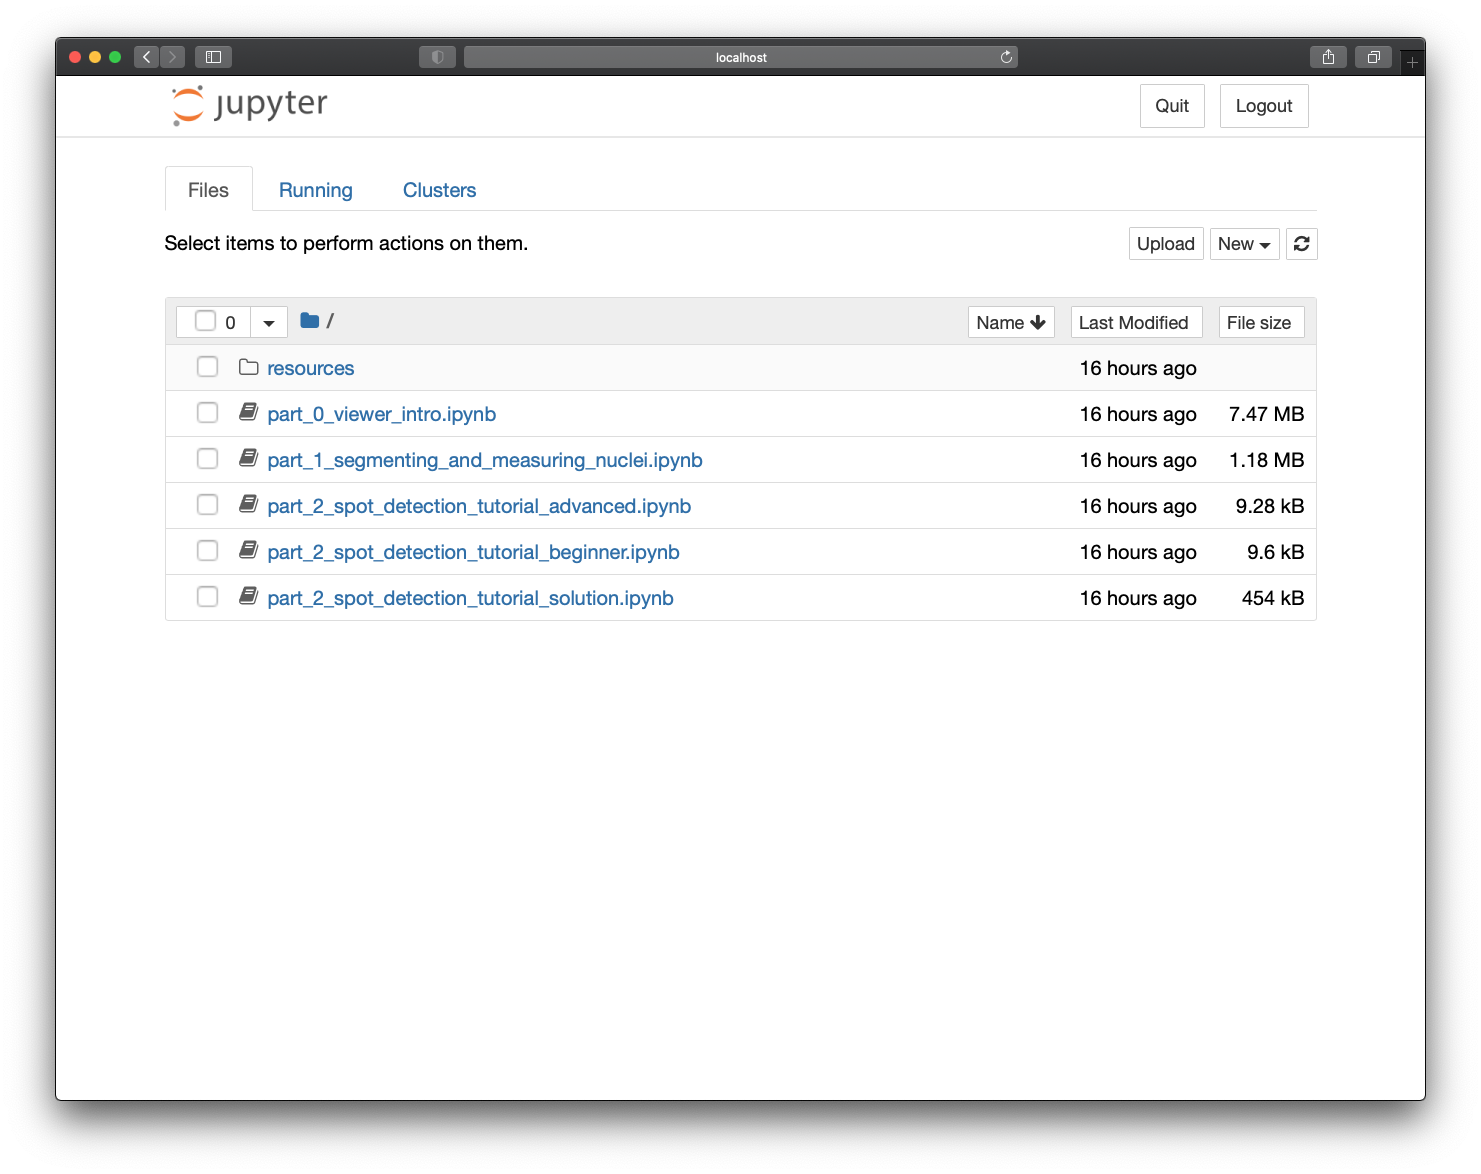 localhost
jupyter
Quit Logout
Files Running Clusters
Select items to perform actions on them.
Upload New
0 / Name Last Modified File size
resources 16 hours ago
part_0_viewer_intro.ipynb 16 hours ago 7.47 MB
part_1_segmenting_and_measuring_nuclei.ipynb 16 hours ago 1.18 MB
part_2_spot_detection_tutorial_advanced.ipynb 16 hours ago 9.28 kB
part_2_spot_detection_tutorial_beginner.ipynb 16 hours ago 9.6 kB
part_2_spot_detection_tutorial_solution.ipynb 16 hours ago 454 kB